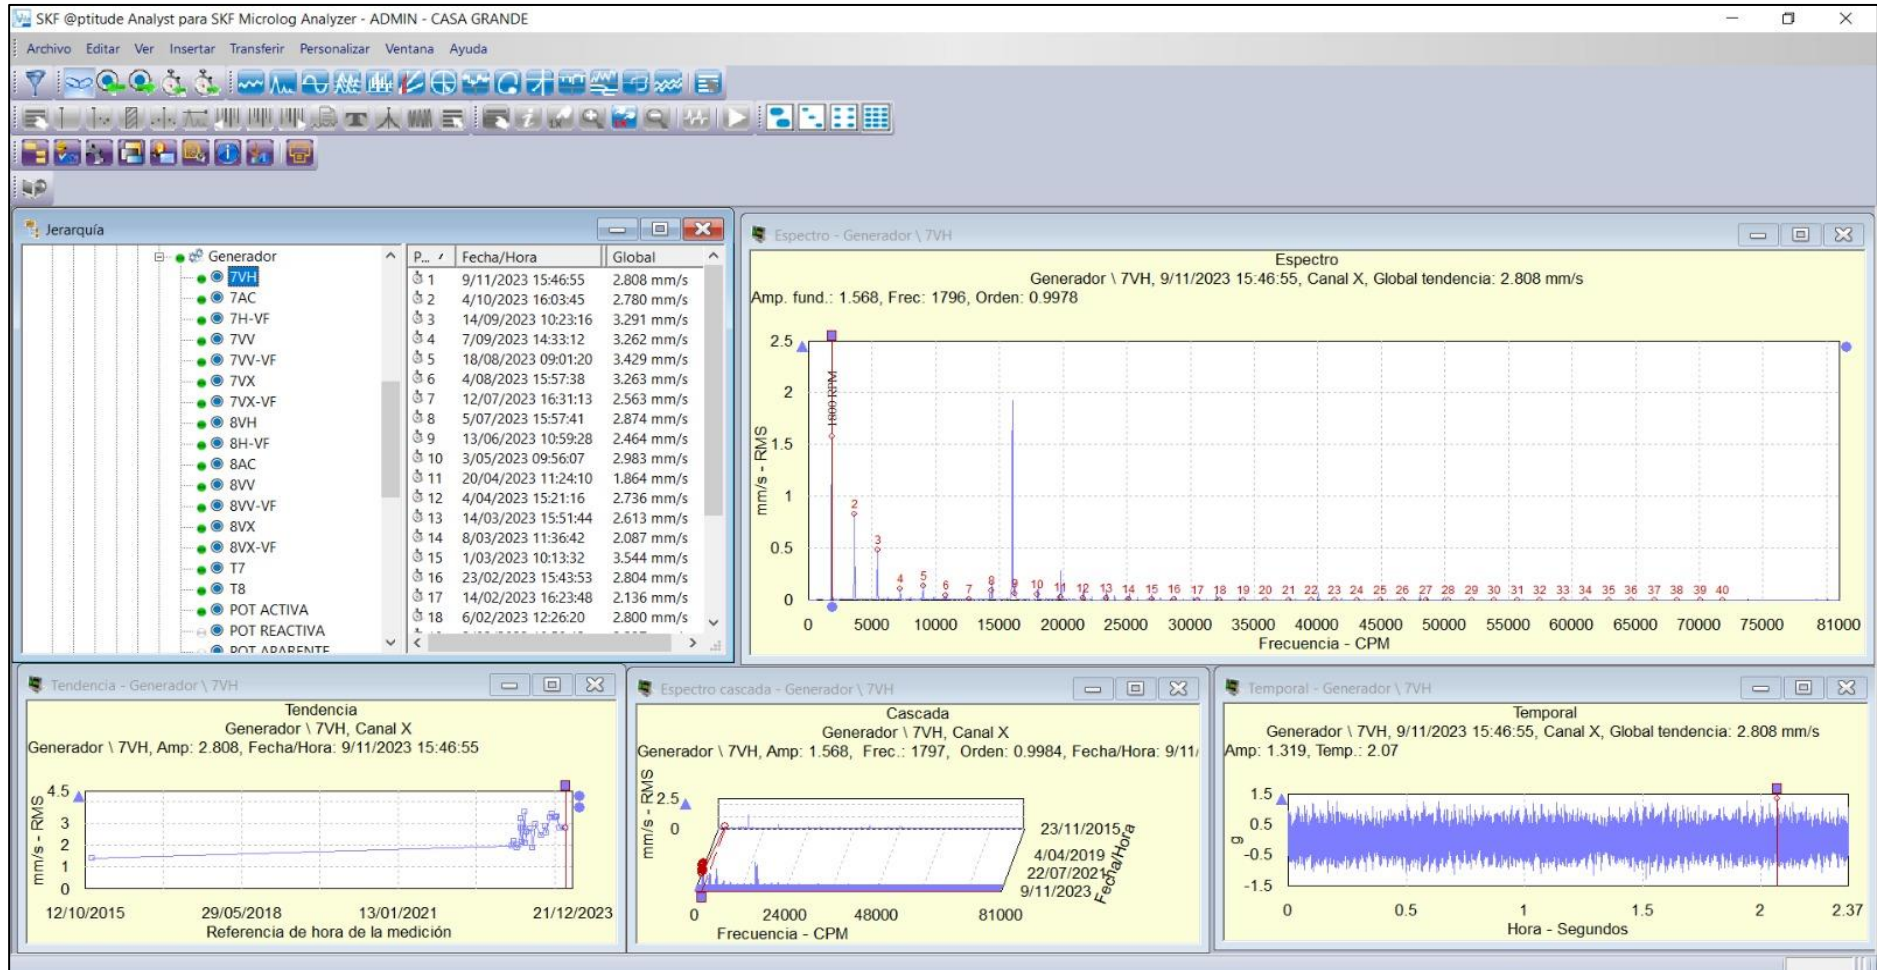 SKF @ptitude Analyst para SKF Microlog Analyzer - ADMIN - CASA GRANDE
Archivo Editar Ver Insertar Transferir Personalizar Ventana Ayuda
Jerarquía
Generador
7VH
7AC
7H-VF
7VV
7VV-VF
7VX
7VX-VF
8VH
8H-VF
8AC
8VV
8VV-VF
8VX
8VX-VF
T7
T8
POT ACTIVA
POT REACTIVA
POT APARENTE
P... Fecha/Hora Global
1 9/11/2023 15:46:55 2.808 mm/s
2 4/10/2023 16:03:45 2.780 mm/s
3 14/09/2023 10:23:16 3.291 mm/s
4 7/09/2023 14:33:12 3.262 mm/s
5 18/08/2023 09:01:20 3.429 mm/s
6 4/08/2023 15:57:38 3.263 mm/s
7 12/07/2023 16:31:13 2.563 mm/s
8 5/07/2023 15:57:41 2.874 mm/s
9 13/06/2023 10:59:28 2.464 mm/s
10 3/05/2023 09:56:07 2.983 mm/s
11 20/04/2023 11:24:10 1.864 mm/s
12 4/04/2023 15:21:16 2.736 mm/s
13 14/03/2023 15:51:44 2.613 mm/s
14 8/03/2023 11:36:42 2.087 mm/s
15 1/03/2023 10:13:32 3.544 mm/s
16 23/02/2023 15:43:53 2.804 mm/s
17 14/02/2023 16:23:48 2.136 mm/s
18 6/02/2023 12:26:20 2.800 mm/s
Espectro - Generador \ 7VH
Espectro
Generador \ 7VH, 9/11/2023 15:46:55, Canal X, Global tendencia: 2.808 mm/s
Amp. fund.: 1.568, Frec: 1796, Orden: 0.9978
mm/s - RMS
2.5
2
1.5
1
0.5
0
1800 RPM
2
3
4 5 6 7 8 9 10 11 12 13 14 15 16 17 18 19 20 21 22 23 24 25 26 27 28 29 30 31 32 33 34 35 36 37 38 39 40
0 5000 10000 15000 20000 25000 30000 35000 40000 45000 50000 55000 60000 65000 70000 75000 81000
Frecuencia - CPM
Tendencia - Generador \ 7VH
Tendencia
Generador \ 7VH, Canal X
Generador \ 7VH, Amp: 2.808, Fecha/Hora: 9/11/2023 15:46:55
mm/s - RMS
4.5
3
2
1
0
12/10/2015 29/05/2018 13/01/2021 21/12/2023
Referencia de hora de la medición
Espectro cascada - Generador \ 7VH
Cascada
Generador \ 7VH, Canal X
Generador \ 7VH, Amp: 1.568, Frec.: 1797, Orden: 0.9984, Fecha/Hora: 9/11/
mm/s - RMS
2.5
0
23/11/2015
4/04/2019
22/07/2021
9/11/2023
Fecha/Hora
0 24000 48000 81000
Frecuencia - CPM
Temporal - Generador \ 7VH
Temporal
Generador \ 7VH, 9/11/2023 15:46:55, Canal X, Global tendencia: 2.808 mm/s
Amp: 1.319, Temp.: 2.07
g
1.5
0.5
-0.5
-1.5
0 0.5 1 1.5 2 2.37
Hora - Segundos